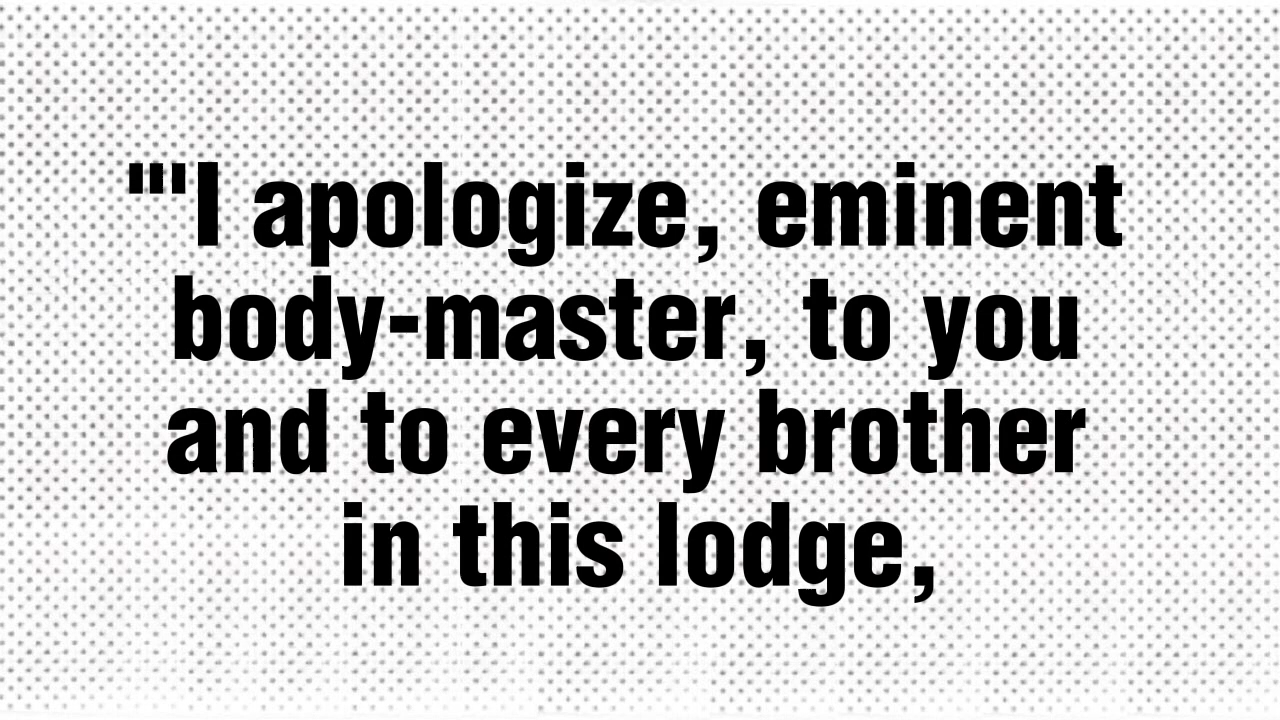 "'I apologize, eminent
body-master, to you
and to every brother
in this lodge,